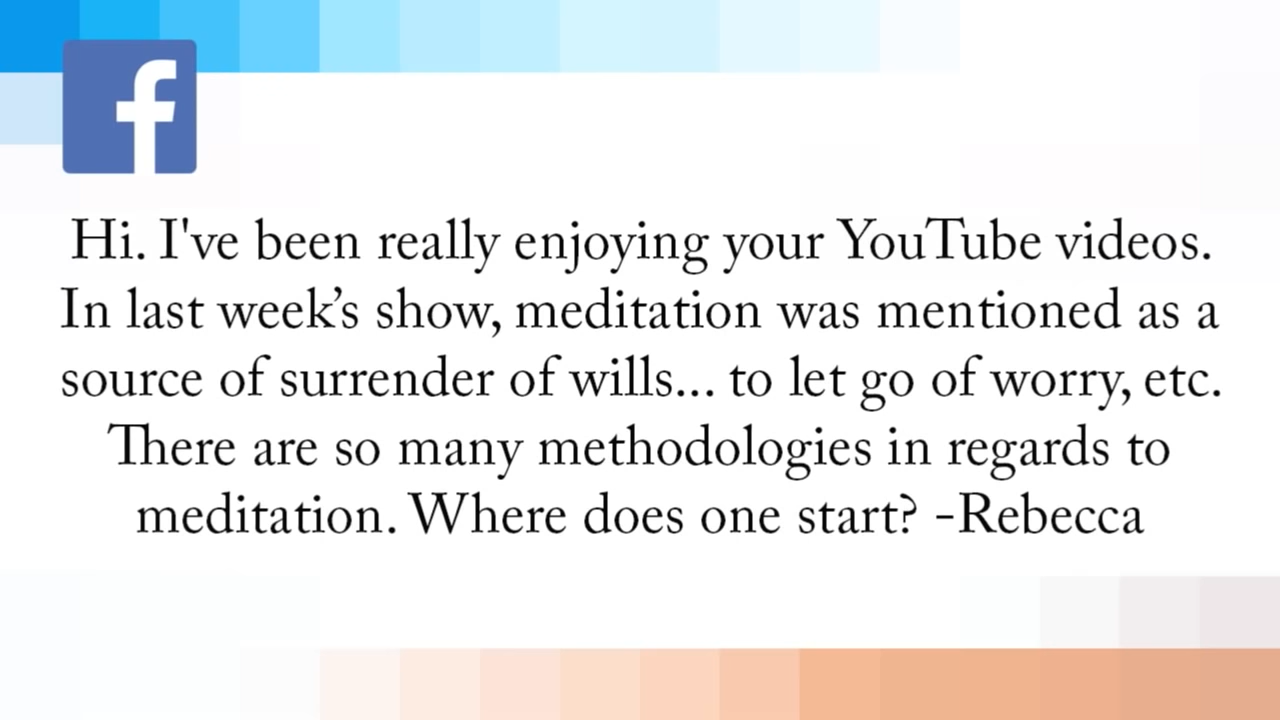 f
Hi. I've been really enjoying your YouTube videos.
In last week’s show, meditation was mentioned as a
source of surrender of wills... to let go of worry, etc.
There are so many methodologies in regards to
meditation. Where does one start? -Rebecca